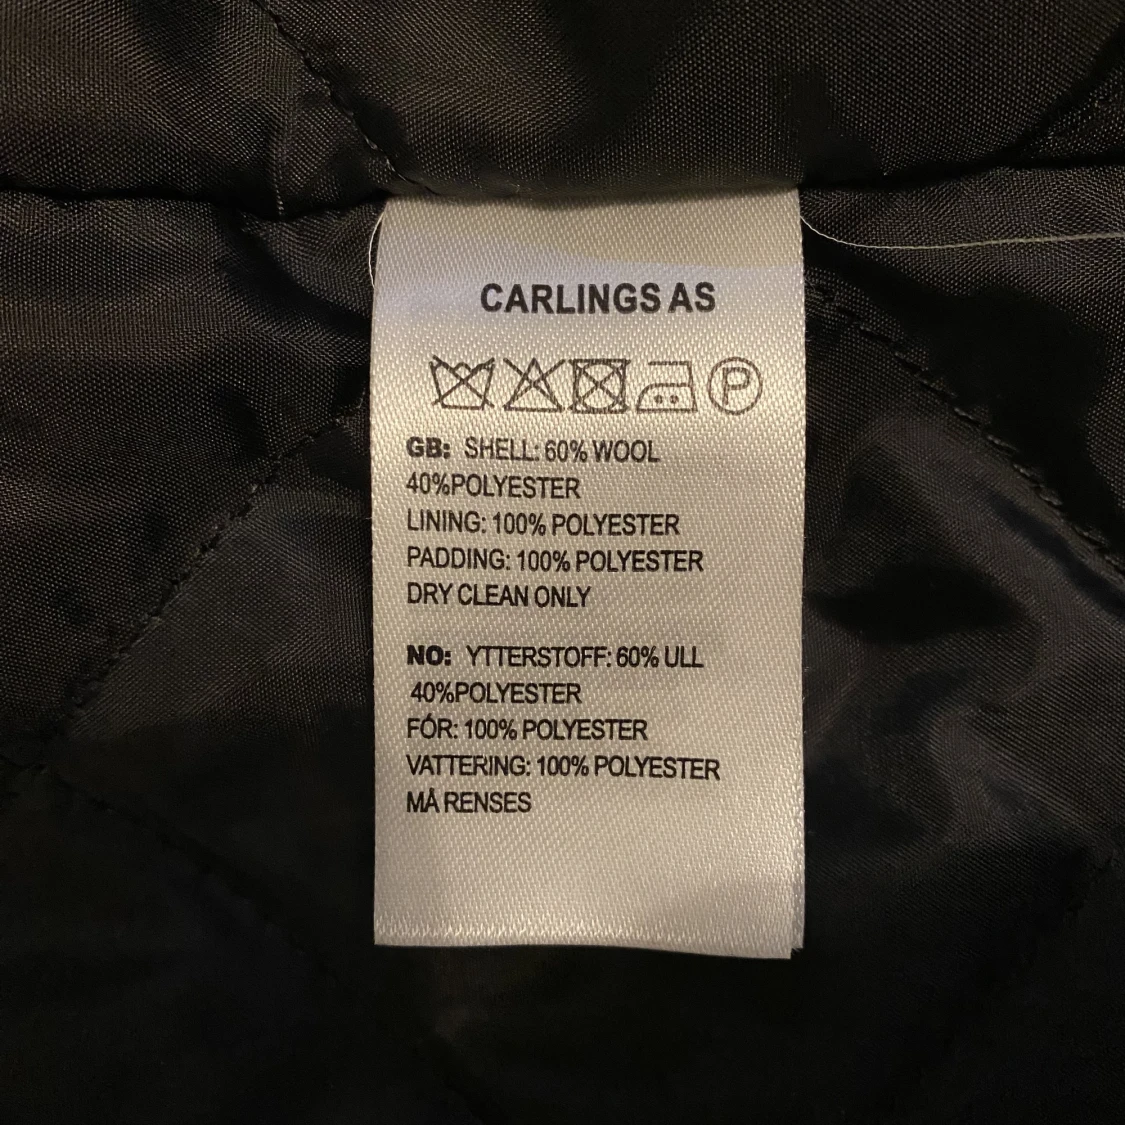 CARLINGS AS
P
GB: SHELL: 60% WOOL
40%POLYESTER
LINING: 100% POLYESTER
PADDING: 100% POLYESTER
DRY CLEAN ONLY
NO: YTTERSTOFF: 60% ULL
40%POLYESTER
FÓR: 100% POLYESTER
VATTERING: 100% POLYESTER
MÅ RENSES